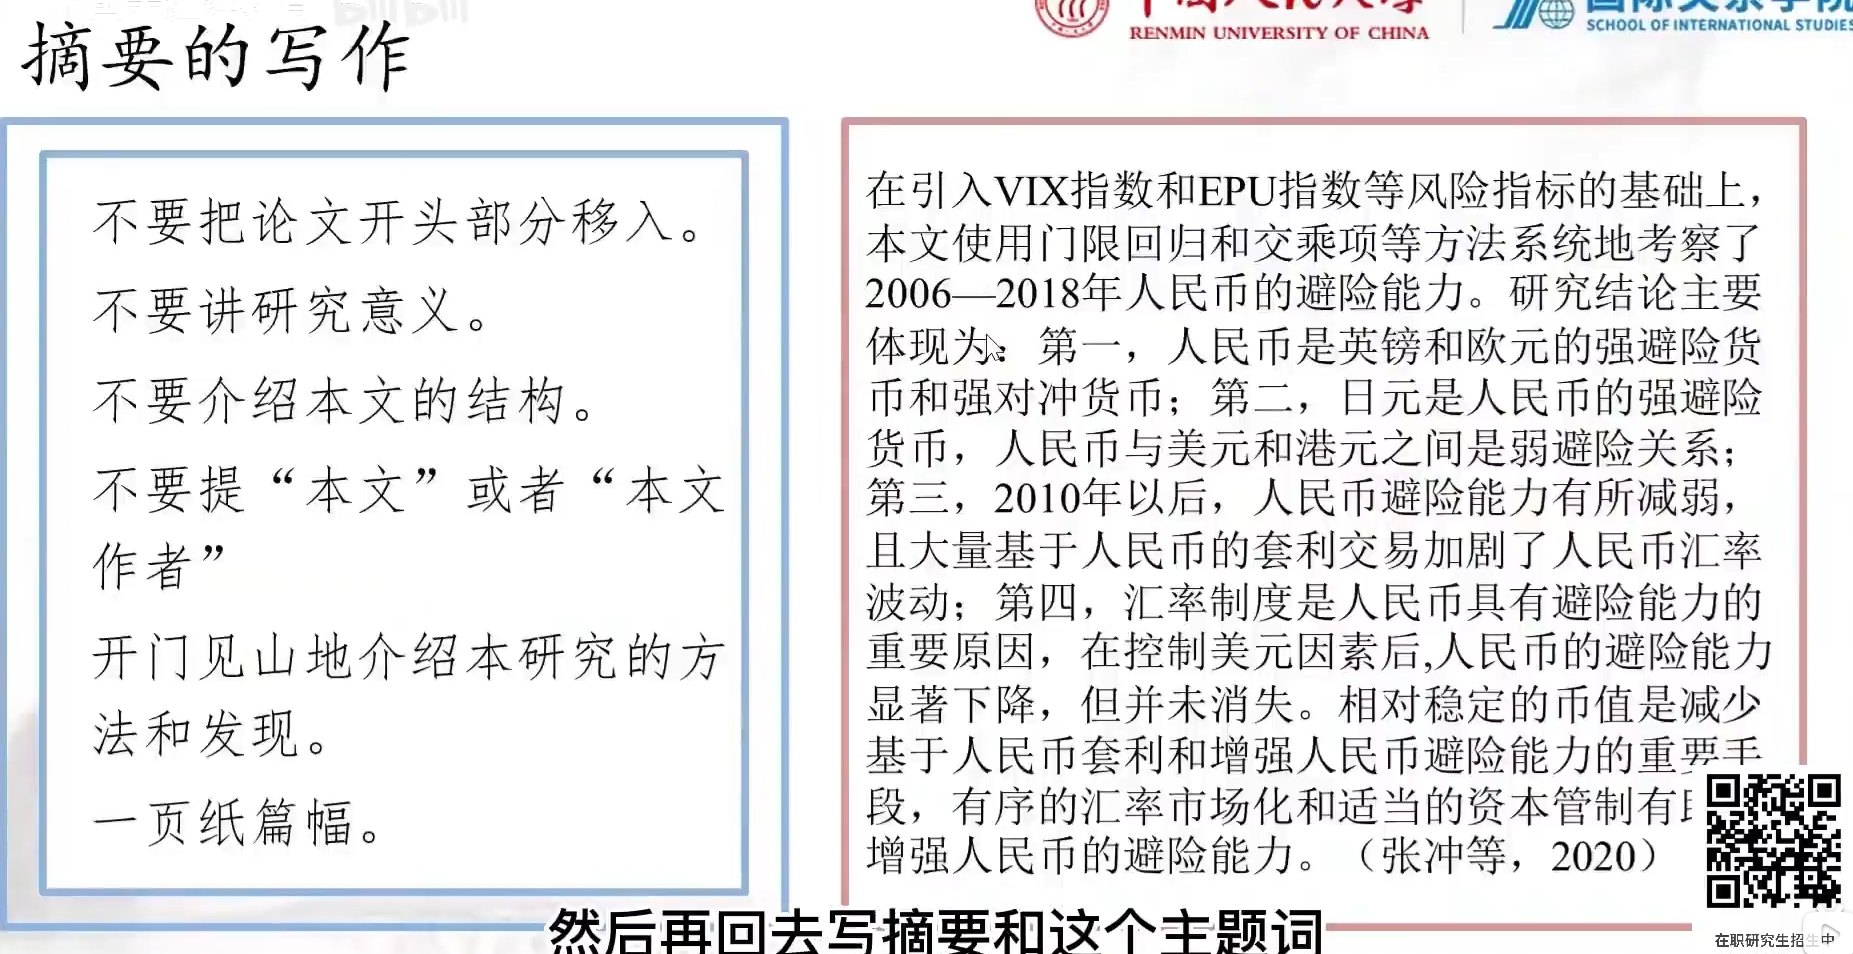 摘要的写作
RENMIN UNIVERSITY OF CHINA
SCHOOL OF INTERNATIONAL STUDIES
不要把论文开头部分移入。
不要讲研究意义。
不要介绍本文的结构。
不要提“本文”或者“本文
作者”
开门见山地介绍本研究的方
法和发现。
一页纸篇幅。
在引入VIX指数和EPU指数等风险指标的基础上，
本文使用门限回归和交乘项等方法系统地考察了
2006—2018年人民币的避险能力。研究结论主要
体现为：第一，人民币是英镑和欧元的强避险货
币和强对冲货币；第二，日元是人民币的强避险
货币，人民币与美元和港元之间是弱避险关系；
第三，2010年以后，人民币避险能力有所减弱，
且大量基于人民币的套利交易加剧了人民币汇率
波动；第四，汇率制度是人民币具有避险能力的
重要原因，在控制美元因素后,人民币的避险能力
显著下降，但并未消失。相对稳定的币值是减少
基于人民币套利和增强人民币避险能力的重要手
段，有序的汇率市场化和适当的资本管制有
增强人民币的避险能力。（张冲等，2020）
然后再回去写摘要和这个主题词
在职研究生招生中